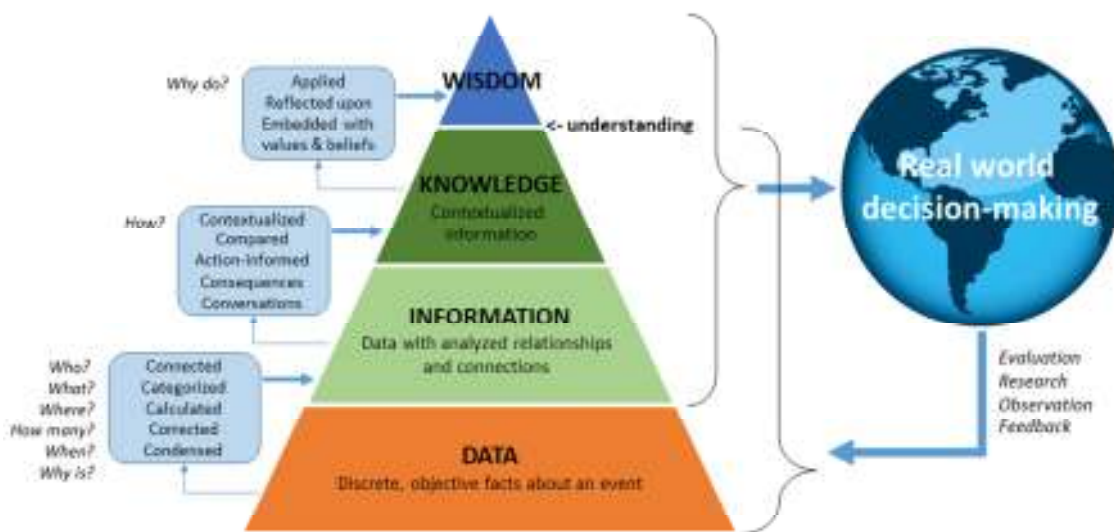 WISDOM
Why do?
Applied
Reflected upon
Embedded with
values & beliefs
<- understanding
KNOWLEDGE
Contextualized
information
How?
Contextualized
Compared
Action-informed
Consequences
Conversations
INFORMATION
Data with analyzed relationships
and connections
Who?
What?
Where?
How many?
When?
Why is?
Connected
Categorized
Calculated
Corrected
Condensed
DATA
Discrete, objective facts about an event
Real world
decision-making
Evaluation
Research
Observation
Feedback